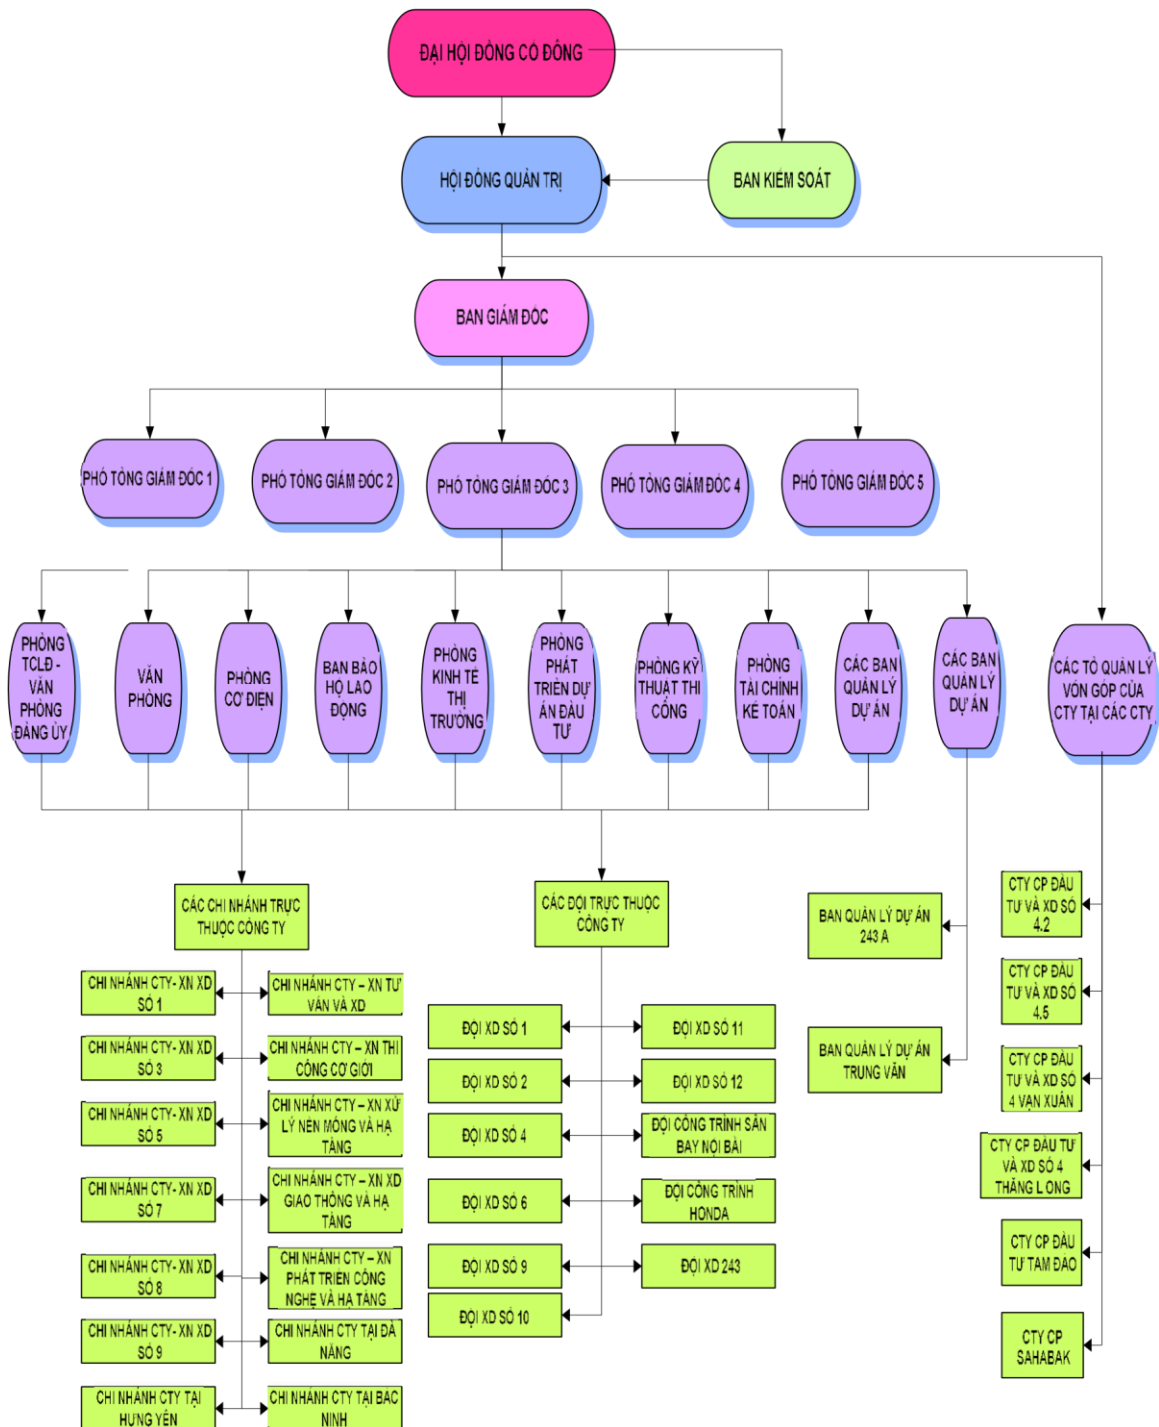 ĐẠI HỘI ĐỒNG CỔ ĐÔNG
HỘI ĐỒNG QUẢN TRỊ
BAN KIỂM SOÁT
BAN GIÁM ĐỐC
PHÓ TỔNG GIÁM ĐỐC 1
PHÓ TỔNG GIÁM ĐỐC 2
PHÓ TỔNG GIÁM ĐỐC 3
PHÓ TỔNG GIÁM ĐỐC 4
PHÓ TỔNG GIÁM ĐỐC 5
PHÒNG
TCLĐ -
VĂN
PHÒNG
ĐẢNG ỦY
VĂN
PHÒNG
PHÒNG
CƠ ĐIỆN
BAN BẢO
HỘ LAO
ĐỘNG
PHÒNG
KINH TẾ
THỊ
TRƯỜNG
PHÒNG
PHÁT
TRIỂN DỰ
ÁN ĐẦU
TƯ
PHÒNG KỸ
THUẬT THI
CÔNG
PHÒNG
TÀI CHÍNH
KẾ TOÁN
CÁC BAN
QUẢN LÝ
DỰ ÁN
CÁC BAN
QUẢN LÝ
DỰ ÁN
CÁC TỔ QUẢN LÝ
VỐN GÓP CỦA
CTY TẠI CÁC CTY
CÁC CHI NHÁNH TRỰC
THUỘC CÔNG TY
CHI NHÁNH CTY- XN XD
SỐ 1
CHI NHÁNH CTY – XN TƯ
VẤN VÀ XD
CHI NHÁNH CTY- XN XD
SỐ 3
CHI NHÁNH CTY – XN THI
CÔNG CƠ GIỚI
CHI NHÁNH CTY- XN XD
SỐ 5
CHI NHÁNH CTY – XN XỬ
LÝ NỀN MÓNG VÀ HẠ
TẦNG
CHI NHÁNH CTY- XN XD
SỐ 7
CHI NHÁNH CTY – XN XD
GIAO THÔNG VÀ HẠ
TẦNG
CHI NHÁNH CTY- XN XD
SỐ 8
CHI NHÁNH CTY – XN
PHÁT TRIỂN CÔNG
NGHỆ VÀ HẠ TẦNG
CHI NHÁNH CTY- XN XD
SỐ 9
CHI NHÁNH CTY TẠI ĐÀ
NẴNG
CHI NHÁNH CTY TẠI
HƯNG YÊN
CHI NHÁNH CTY TẠI BẮC
NINH
CÁC ĐỘI TRỰC THUỘC
CÔNG TY
ĐỘI XD SỐ 1
ĐỘI XD SỐ 11
ĐỘI XD SỐ 2
ĐỘI XD SỐ 12
ĐỘI XD SỐ 4
ĐỘI CÔNG TRÌNH SÂN
BAY NỘI BÀI
ĐỘI XD SỐ 6
ĐỘI CÔNG TRÌNH
HONDA
ĐỘI XD SỐ 9
ĐỘI XD 243
ĐỘI XD SỐ 10
BAN QUẢN LÝ DỰ ÁN
243 A
BAN QUẢN LÝ DỰ ÁN
TRUNG VĂN
CTY CP ĐẦU
TƯ VÀ XD SỐ
4.2
CTY CP ĐẦU
TƯ VÀ XD SỐ
4.5
CTY CP ĐẦU
TƯ VÀ XD SỐ
4 VẠN XUÂN
CTY CP ĐẦU TƯ
VÀ XD SỐ 4
THĂNG LONG
CTY CP ĐẦU
TƯ TAM ĐẢO
CTY CP
SAHABAK